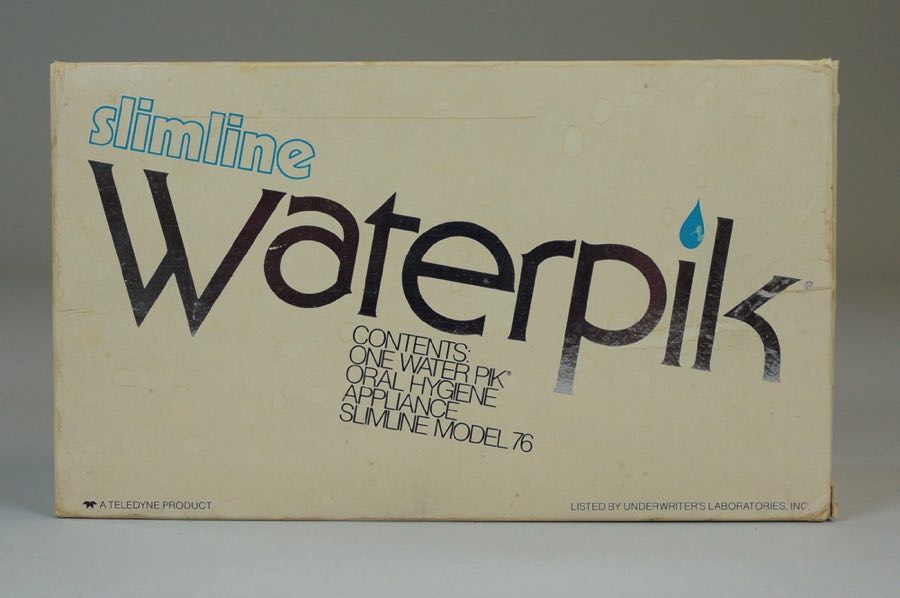 slimline
Waterpik®
CONTENTS:
ONE WATER PIK®
ORAL HYGIENE
APPLIANCE
SLIMLINE MODEL 76
A TELEDYNE PRODUCT
LISTED BY UNDERWRITER'S LABORATORIES, INC.